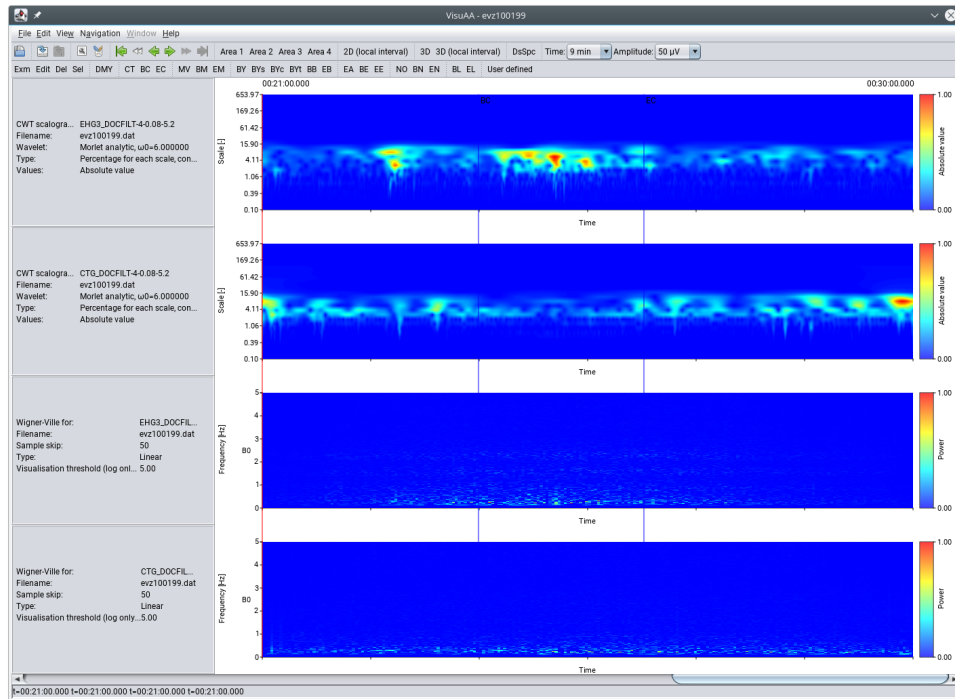 VisuAA - evz100199
File Edit View Navigation Window Help
Area 1 Area 2 Area 3 Area 4 2D (local interval) 3D 3D (local interval) DsSpc Time: 9 min Amplitude: 50 µV
Exm Edit Del Sel DMY CT BC EC MV BM EM BY BYs BYc BYt BB EB EA BE EE NO BN EN BL EL User defined
00:21:00.000 00:30:00.000
CWT scalogra... EHG3_DOCFILT-4-0.08-5.2
Filename: evz100199.dat
Wavelet: Morlet analytic, ω0=6.000000
Type: Percentage for each scale, con...
Values: Absolute value
Scale [-]
653.97
169.26
61.42
15.90
4.11
1.06
0.39
0.10
Time
1.00
Absolute value
0.00
CWT scalogra... CTG_DOCFILT-4-0.08-5.2
Filename: evz100199.dat
Wavelet: Morlet analytic, ω0=6.000000
Type: Percentage for each scale, con...
Values: Absolute value
Scale [-]
653.97
169.26
61.42
15.90
4.11
1.06
0.39
0.10
Time
1.00
Absolute value
0.00
Wigner-Ville for: EHG3_DOCFIL...
Filename: evz100199.dat
Sample skip: 50
Type: Linear
Visualisation threshold (log onl... 5.00
Frequency [Hz]
B0
5
4
3
2
1
0
Time
1.00
Power
0.00
Wigner-Ville for: CTG_DOCFIL...
Filename: evz100199.dat
Sample skip: 50
Type: Linear
Visualisation threshold (log only... 5.00
Frequency [Hz]
B0
5
4
3
2
1
0
Time
1.00
Power
0.00
t=00:21:00.000 t=00:21:00.000 t=00:21:00.000 t=00:21:00.000